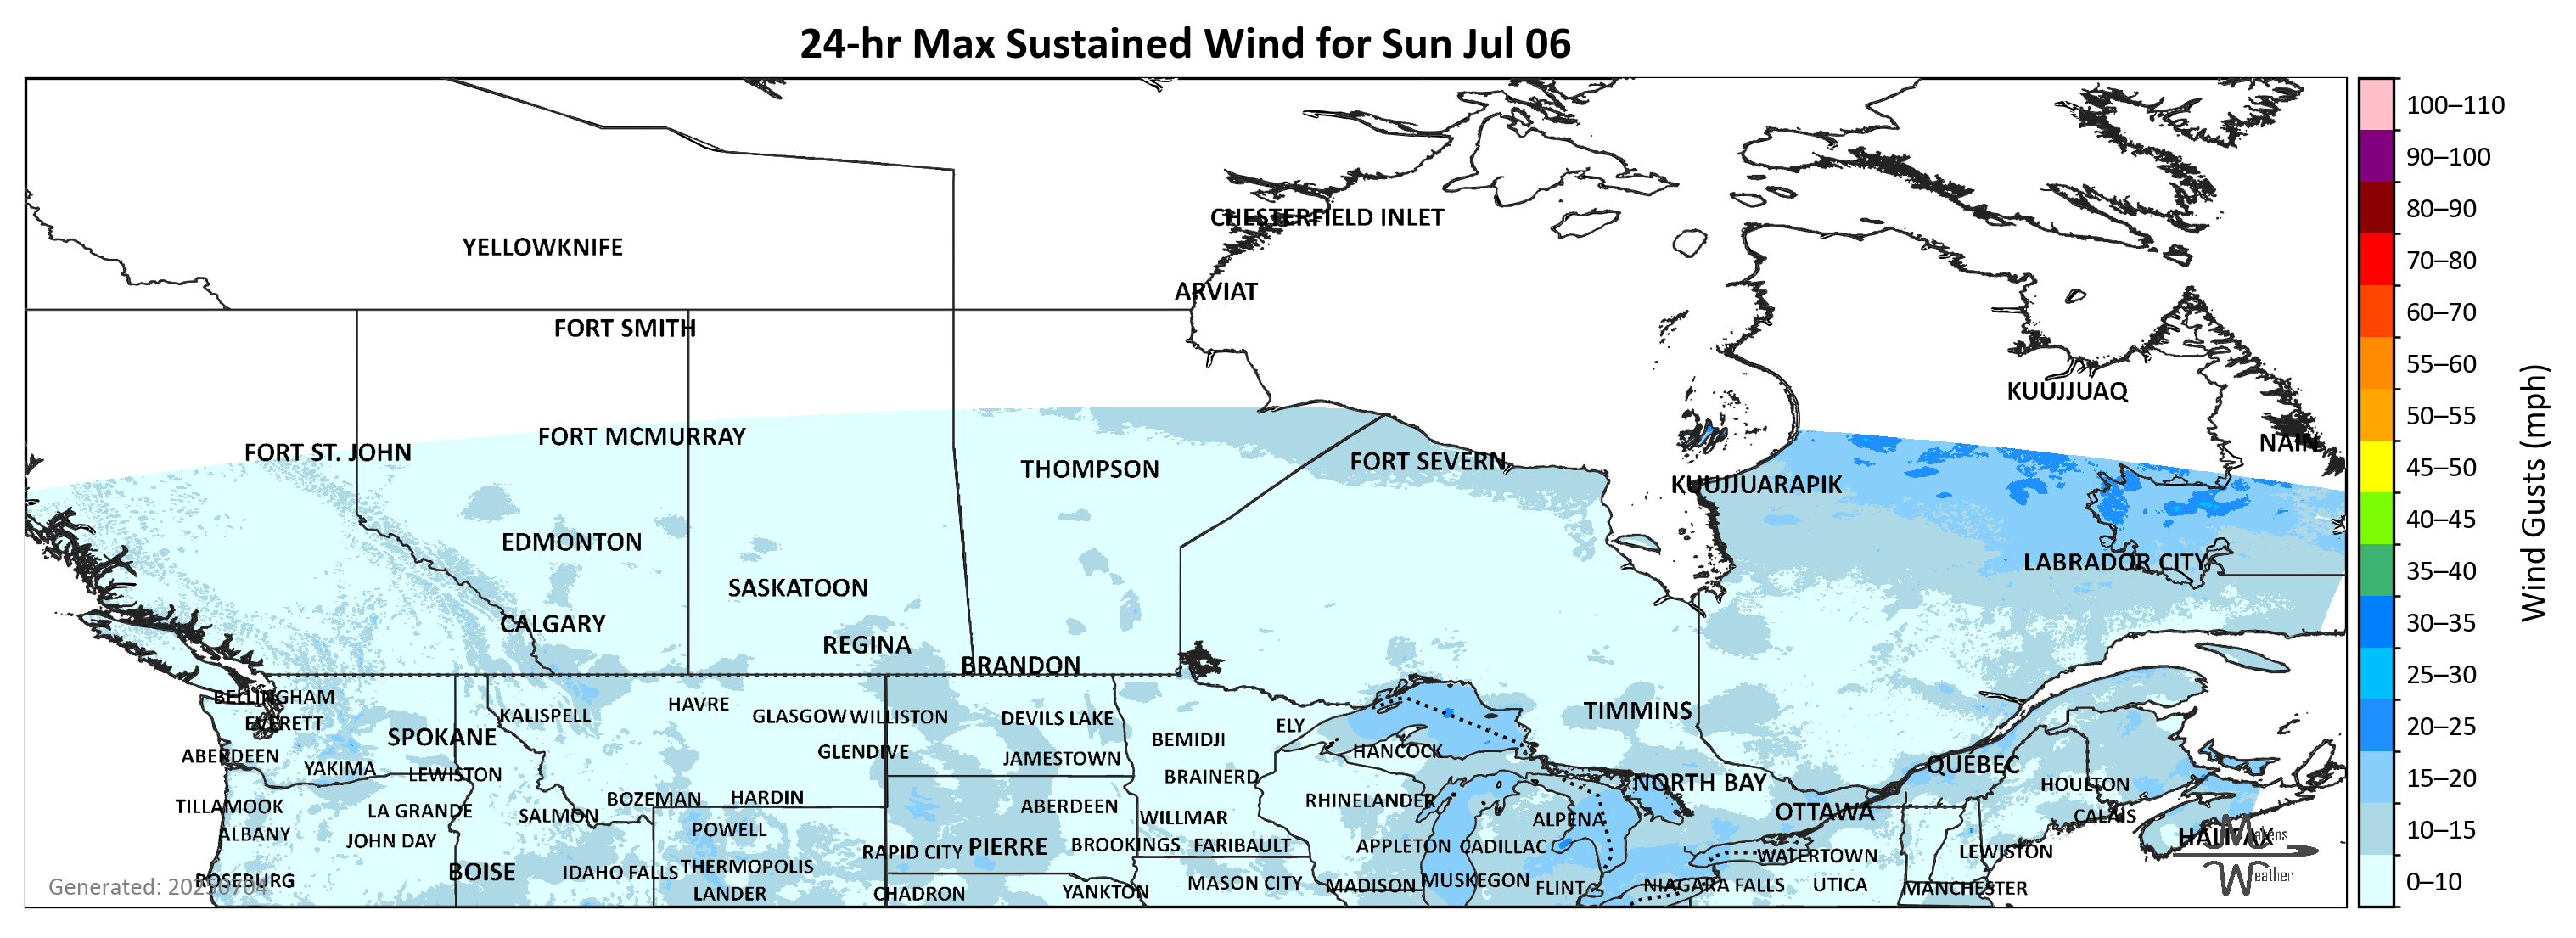 24-hr Max Sustained Wind for Sun Jul 06
100–110
90–100
CHESTERFIELD INLET
80–90
YELLOWKNIFE
70–80
ARVIAT
60–70
FORT SMITH
55–60
KUUJJUAQ
50–55
FORT MCMURRAY
NAIN
FORT ST. JOHN
FORT SEVERN
THOMPSON
45–50
KUUJJUARAPIK
40–45
Wind Gusts (mph)
EDMONTON
LABRADOR CITY
35–40
SASKATOON
CALGARY
30–35
REGINA
BRANDON
25–30
BELLINGHAM
HAVRE
TIMMINS
KALISPELL
GLASGOW
WILLISTON
DEVILS LAKE
EVERETT
ELY
20–25
SPOKANE
BEMIDJI
ABERDEEN
GLENDIVE
HANCOCK
JAMESTOWN
QUÉBEC
YAKIMA
LEWISTON
BRAINERD
15–20
NORTH BAY
HOULTON
BOZEMAN
HARDIN
RHINELANDER
TILLAMOOK
LA GRANDE
SALMON
ABERDEEN
WILLMAR
ALPENA
OTTAWA
CALAIS
10–15
ALBANY
POWELL
JOHN DAY
HALIFAX
Makens
Weather
PIERRE
BROOKINGS
FARIBAULT
APPLETON
CADILLAC
RAPID CITY
LEWISTON
WATERTOWN
BOISE
IDAHO FALLS
THERMOPOLIS
ROSEBURG
MASON CITY
MADISON
MUSKEGON
FLINT
NIAGARA FALLS
UTICA
MANCHESTER
0–10
Generated: 20250704
LANDER
CHADRON
YANKTON